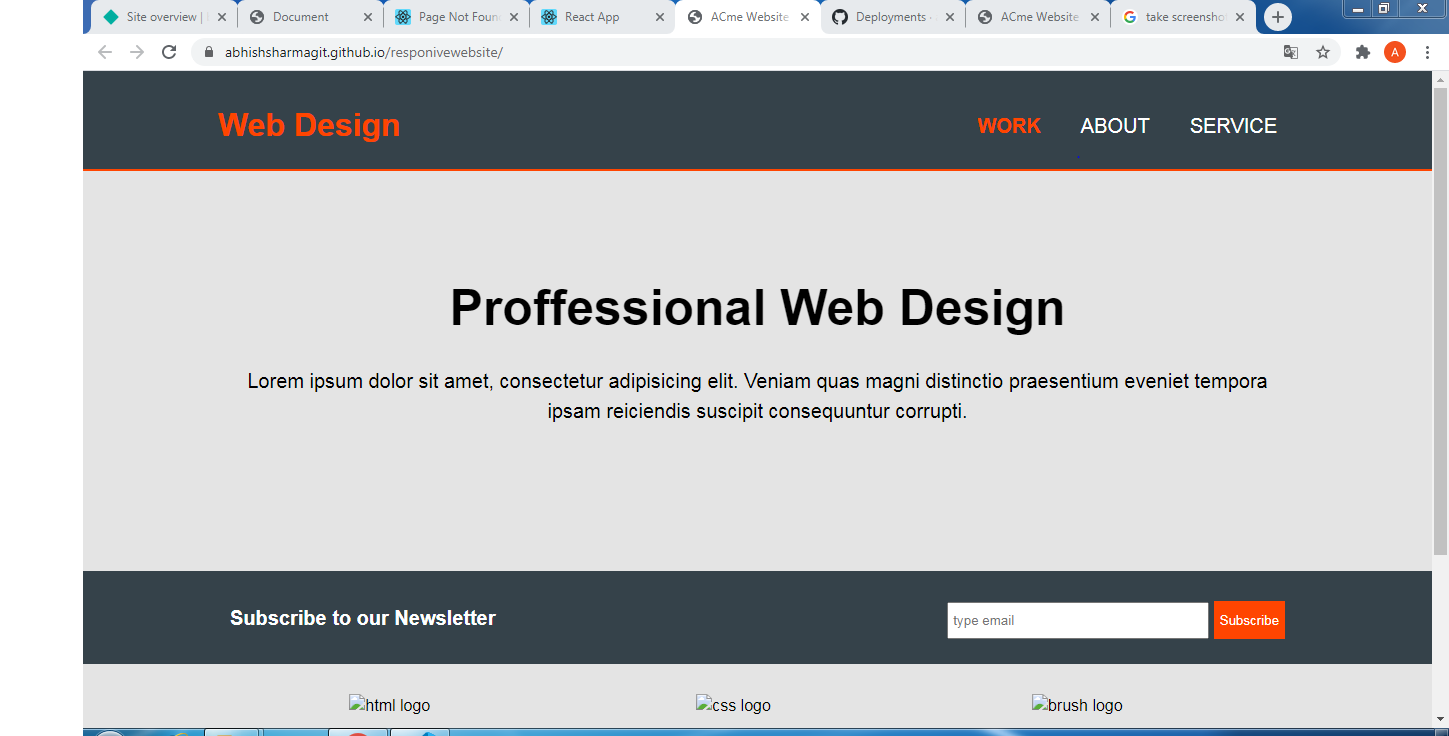 Site overview |
Document
Page Not Foun
React App
ACme Website
Deployments
ACme Website
take screensho
abhishsharmagit.github.io/responivewebsite/
A
Web Design
WORK ABOUT SERVICE
Proffessional Web Design
Lorem ipsum dolor sit amet, consectetur adipisicing elit. Veniam quas magni distinctio praesentium eveniet tempora
ipsam reiciendis suscipit consequuntur corrupti.
Subscribe to our Newsletter
type email
Subscribe
html logo
css logo
brush logo